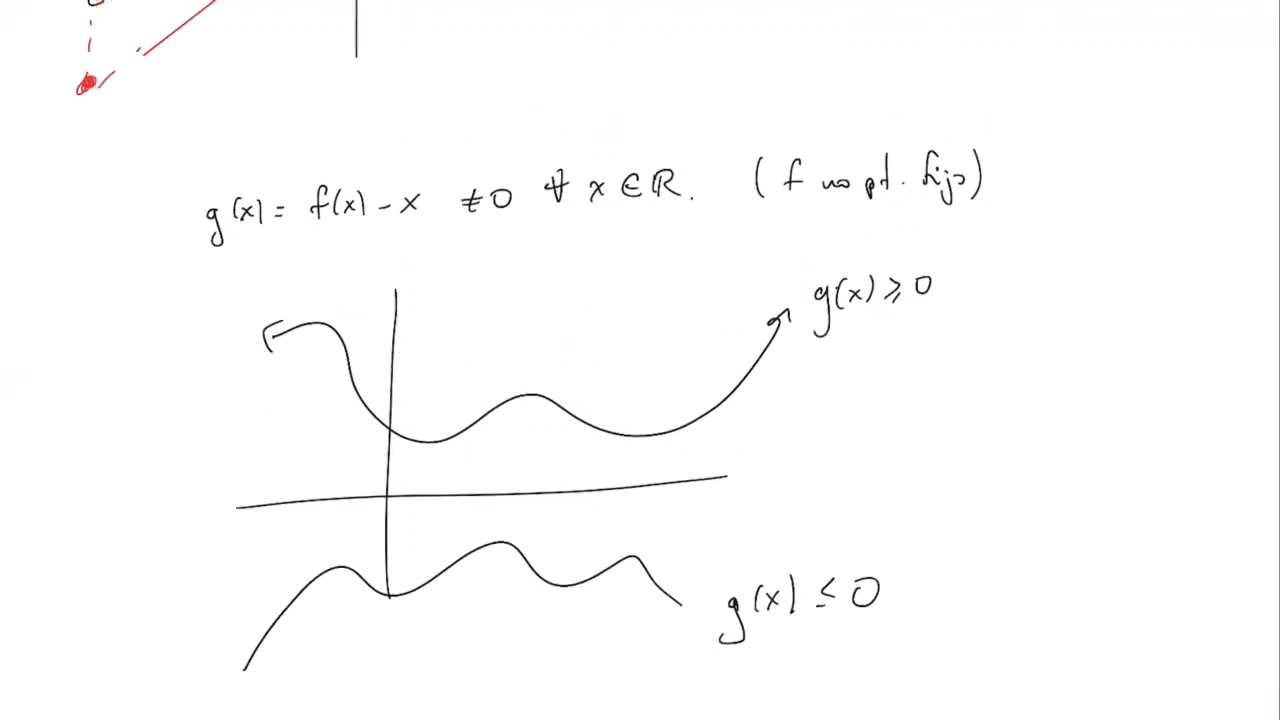 g(x) = f(x) - x ≠ 0 ∀ x ∈ ℝ. (f no pt. fijo)
g(x) ⩾ 0
g(x) ≤ 0